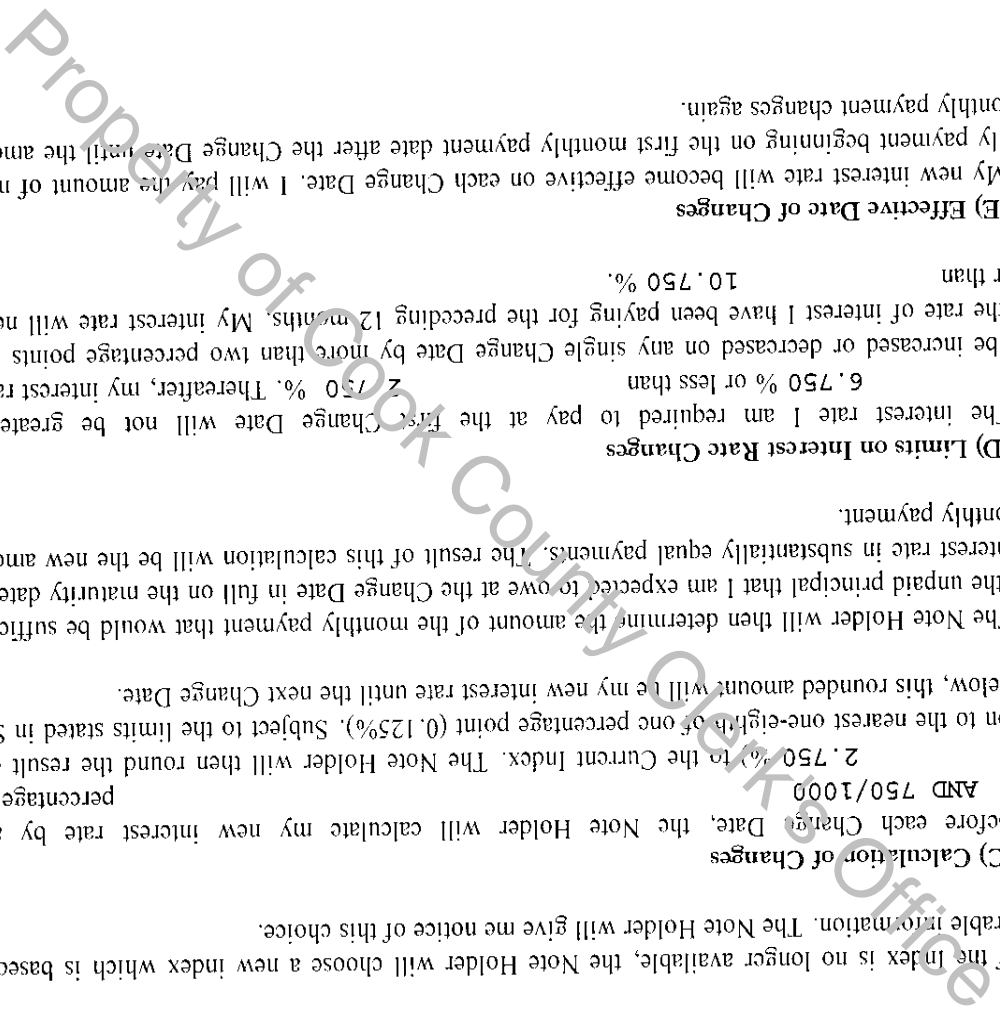 the Index is no longer available, the Note Holder will choose a new index which is based
rable information. The Note Holder will give me notice of this choice.
C) Calculation of Changes
efore each Change Date, the Note Holder will calculate my new interest rate by
AND 750/1000 percentage
2.750 %) to the Current Index. The Note Holder will then round the result
on to the nearest one-eighth of one percentage point (0.125%). Subject to the limits stated in S
elow, this rounded amount will be my new interest rate until the next Change Date.
The Note Holder will then determine the amount of the monthly payment that would be suffic
the unpaid principal that I am expected to owe at the Change Date in full on the maturity date
nterest rate in substantially equal payments. The result of this calculation will be the new amo
onthly payment.
D) Limits on Interest Rate Changes
The interest rate I am required to pay at the first Change Date will not be greate
6.750 % or less than 2.750 %. Thereafter, my interest ra
be increased or decreased on any single Change Date by more than two percentage points
the rate of interest I have been paying for the preceding 12 months. My interest rate will ne
r than 10.750 %.
E) Effective Date of Changes
My new interest rate will become effective on each Change Date. I will pay the amount of n
ly payment beginning on the first monthly payment date after the Change Date until the amo
onthly payment changes again.
Property of Cook County Clerk's Office